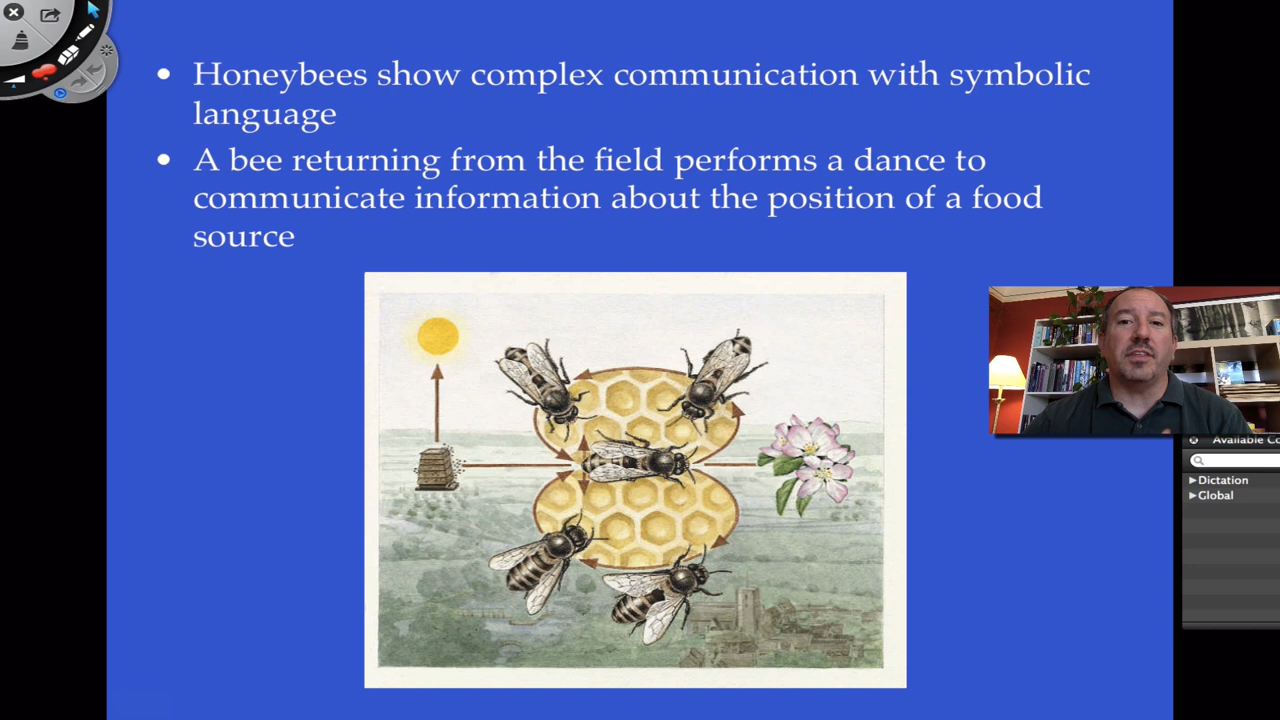 Honeybees show complex communication with symbolic
language
A bee returning from the field performs a dance to
communicate information about the position of a food
source
Available Co
Dictation
Global